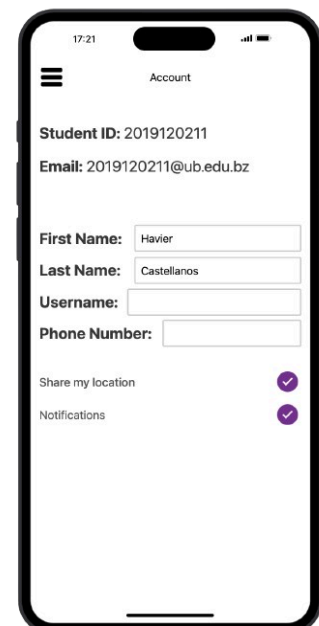 17:21
Account
Student ID: 2019120211
Email: 2019120211@ub.edu.bz
First Name: Havier
Last Name: Castellanos
Username:
Phone Number:
Share my location
Notifications